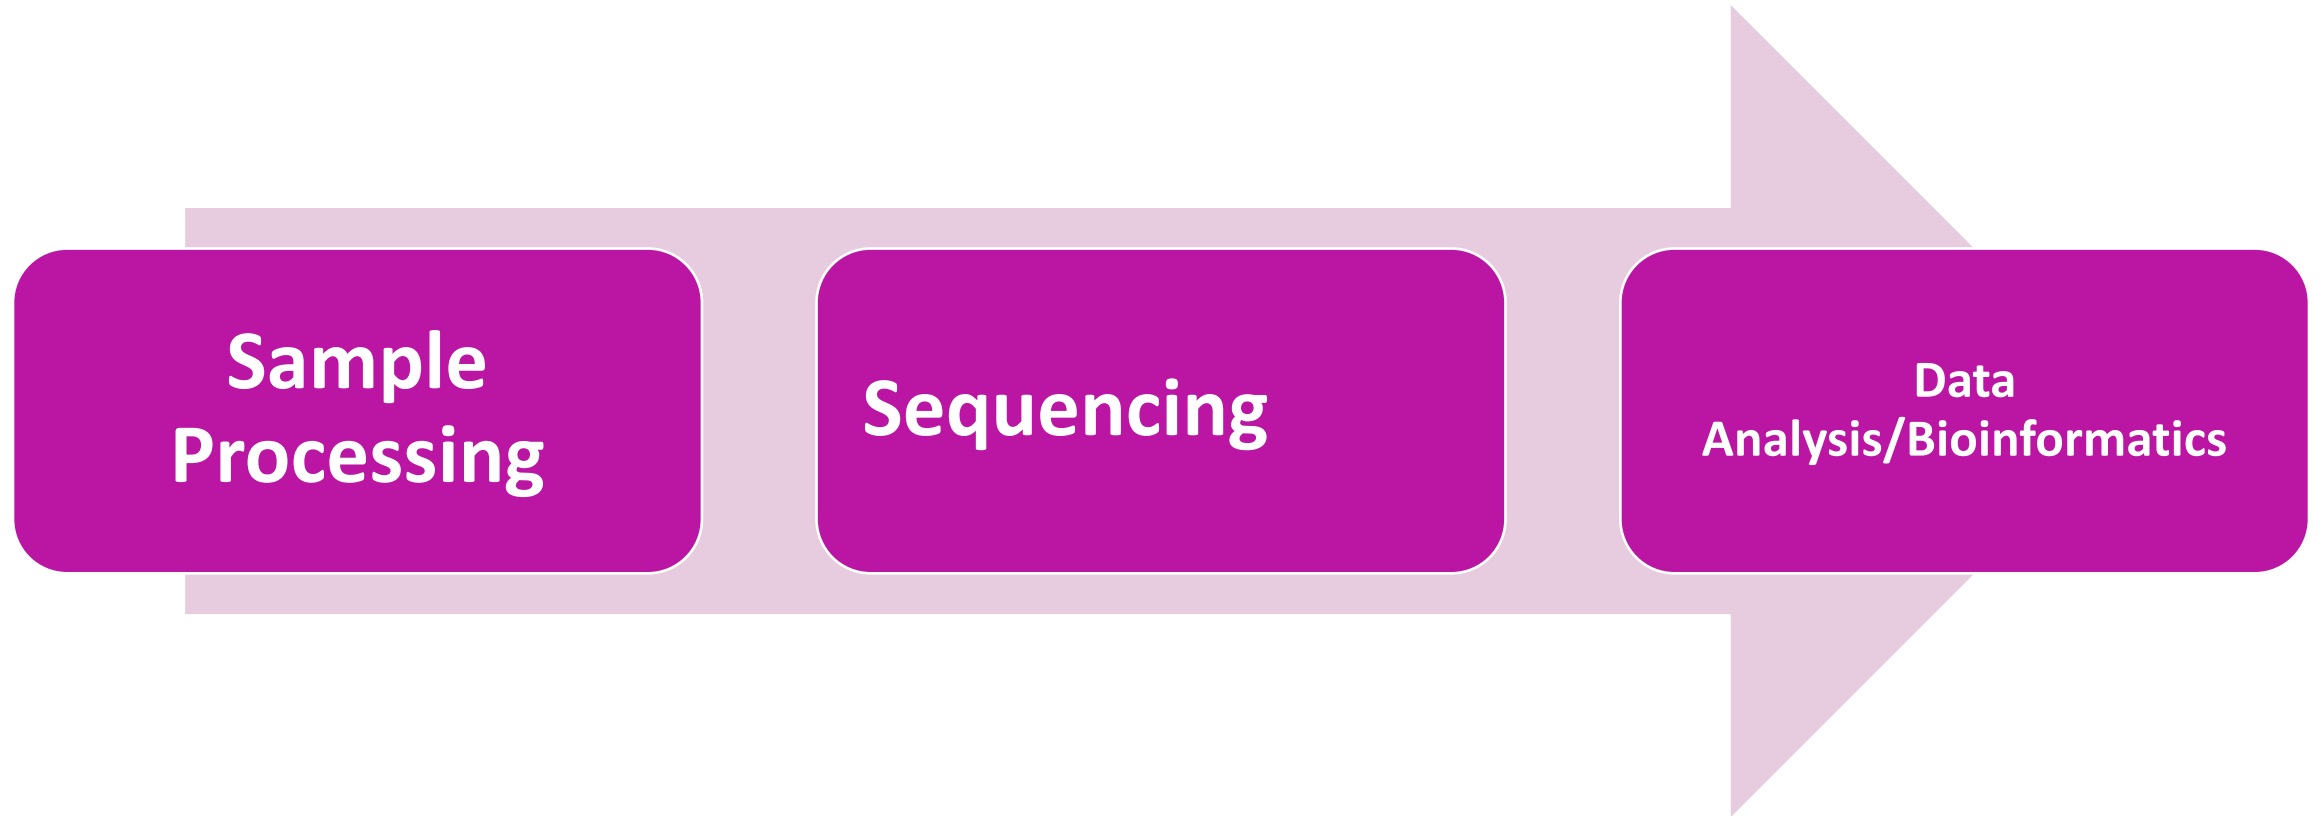 Sample
Processing
Sequencing
Data
Analysis/Bioinformatics